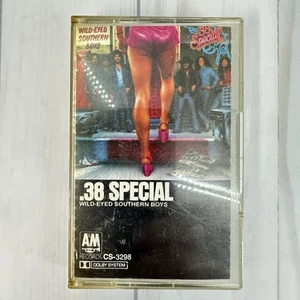 WILD-EYED
SOUTHERN
BOYS
.38
Special
.38 SPECIAL
WILD-EYED SOUTHERN BOYS
A&M
RECORDS CS-3298
DOLBY SYSTEM